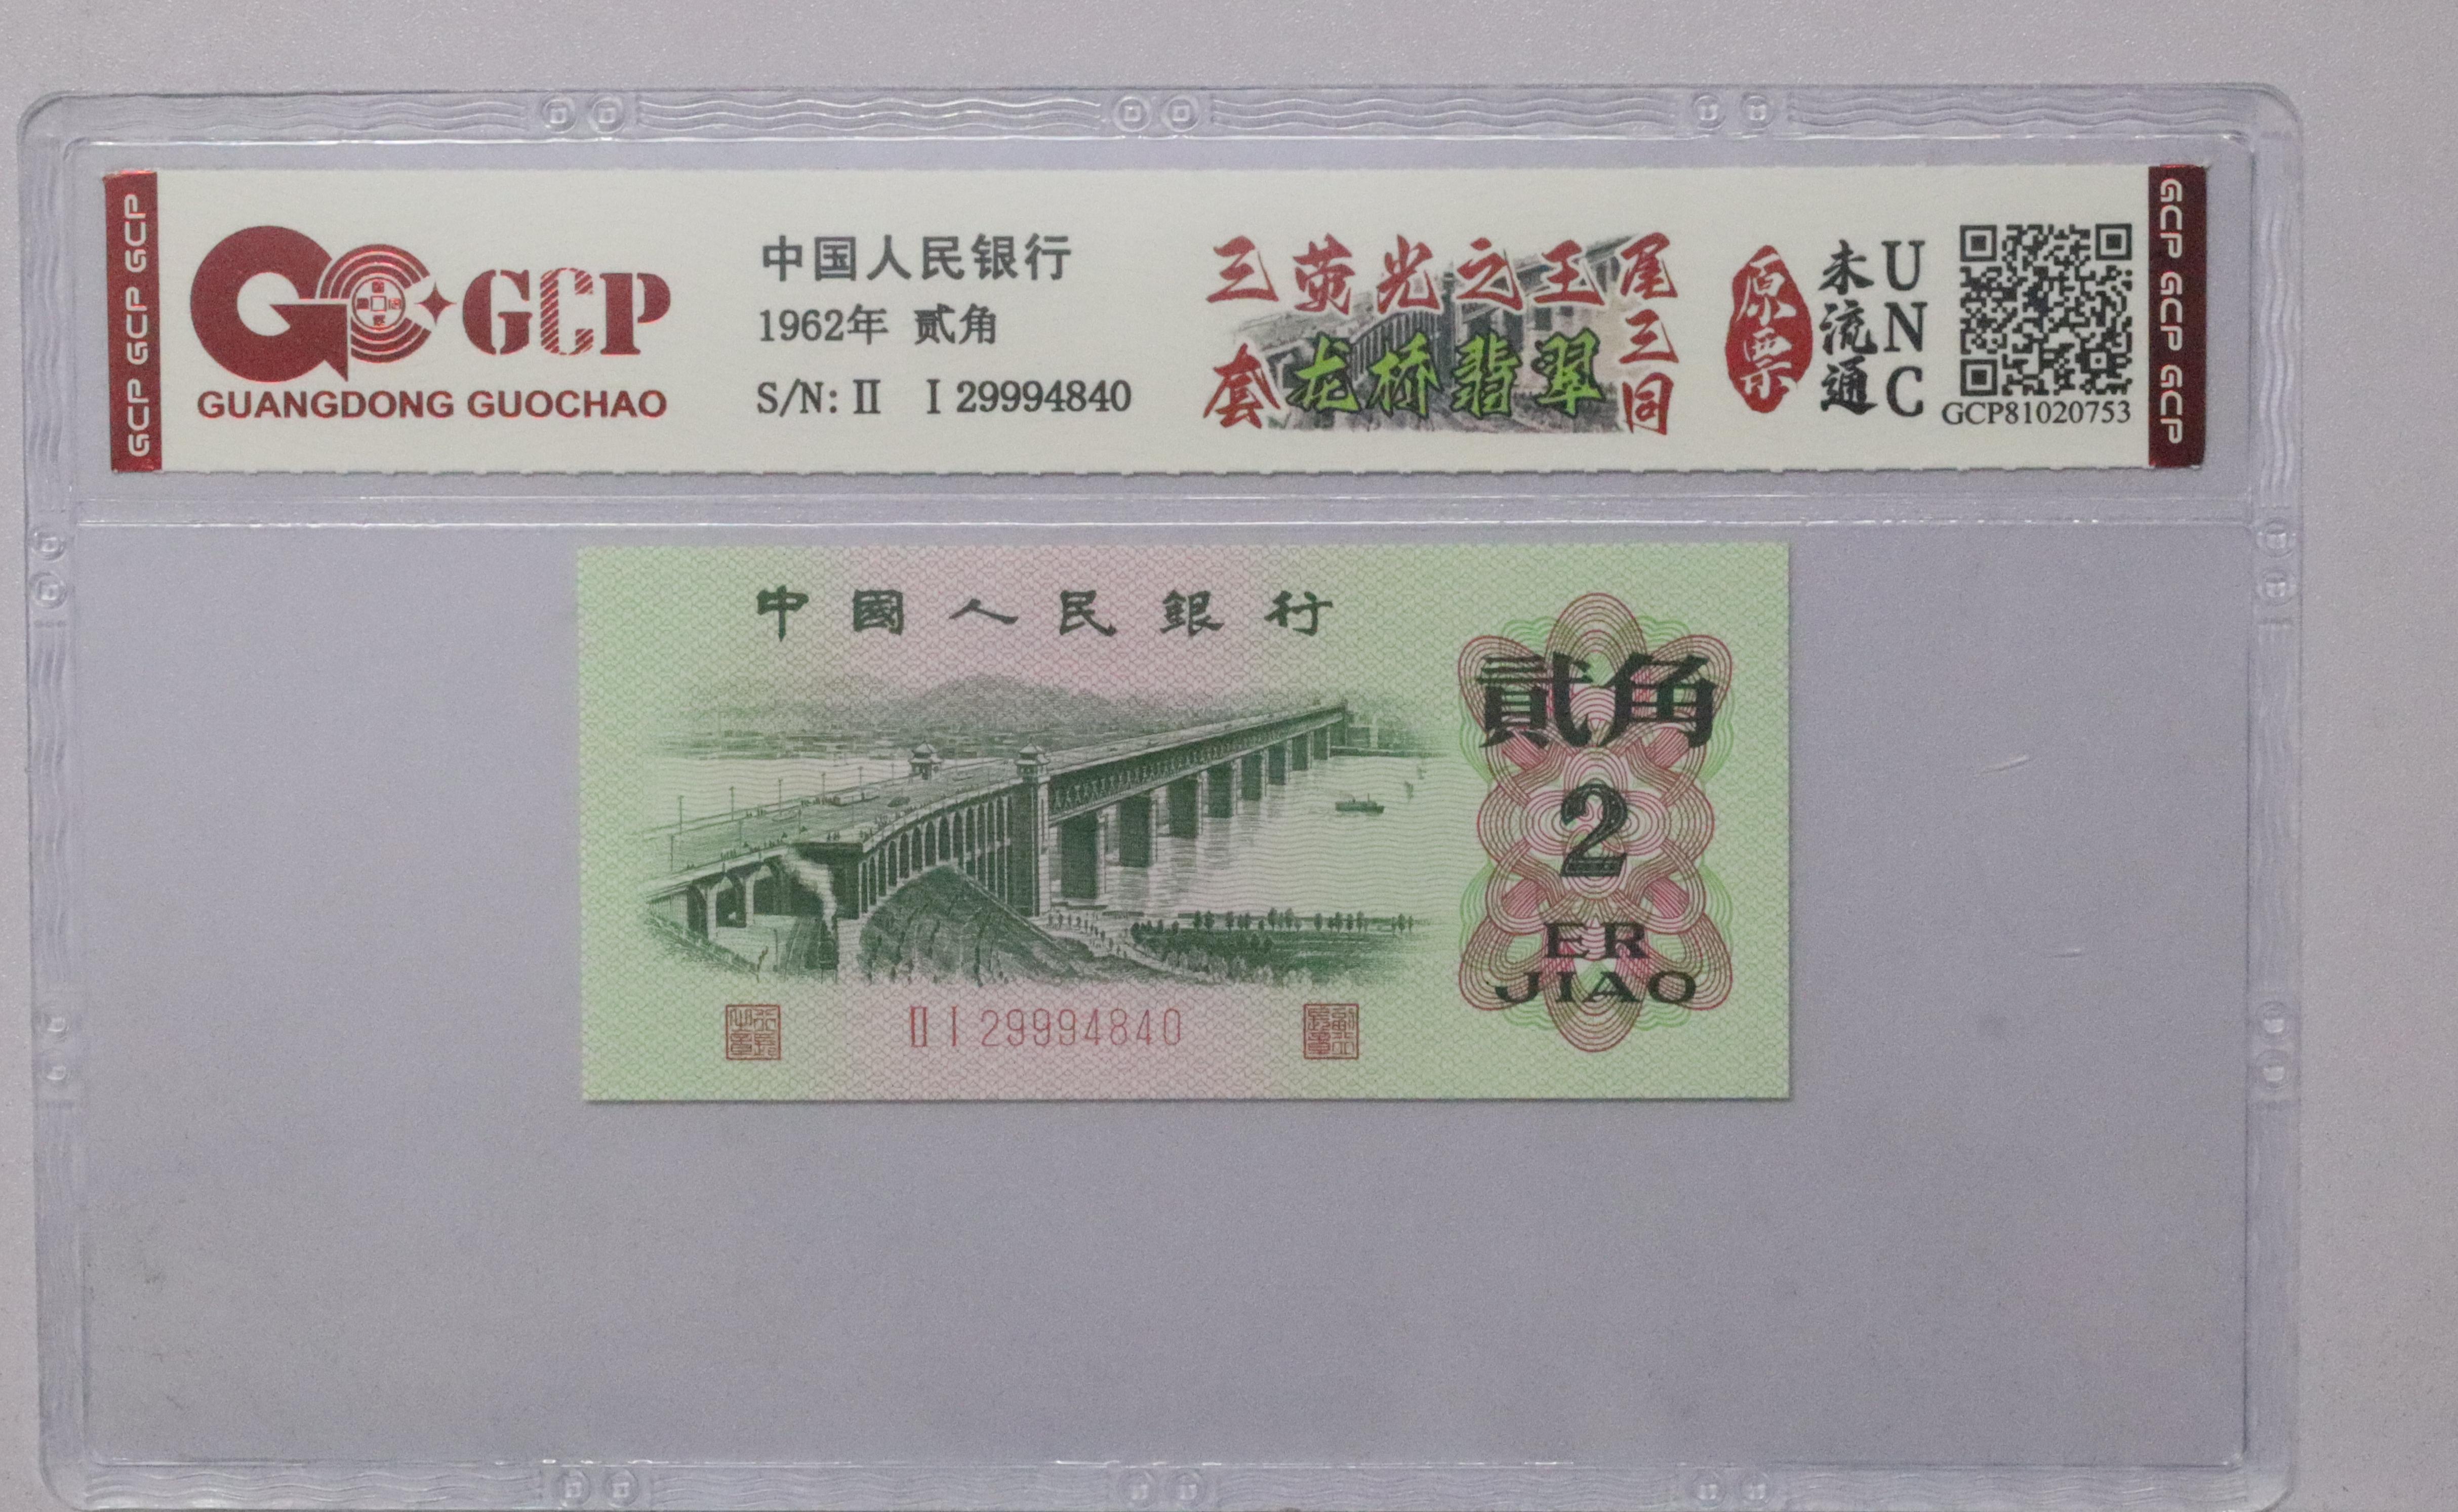 GCP GCP GCP
GCP
GUANGDONG GUOCHAO
中国人民银行
1962年 贰角
S/N: II I 29994840
三荧光之王尾三同
套龙桥翡翠
原票
未流通
UNC
GCP81020753
GCP GCP GCP
中國人民銀行
貳角
2
ER
JIAO
II I 29994840